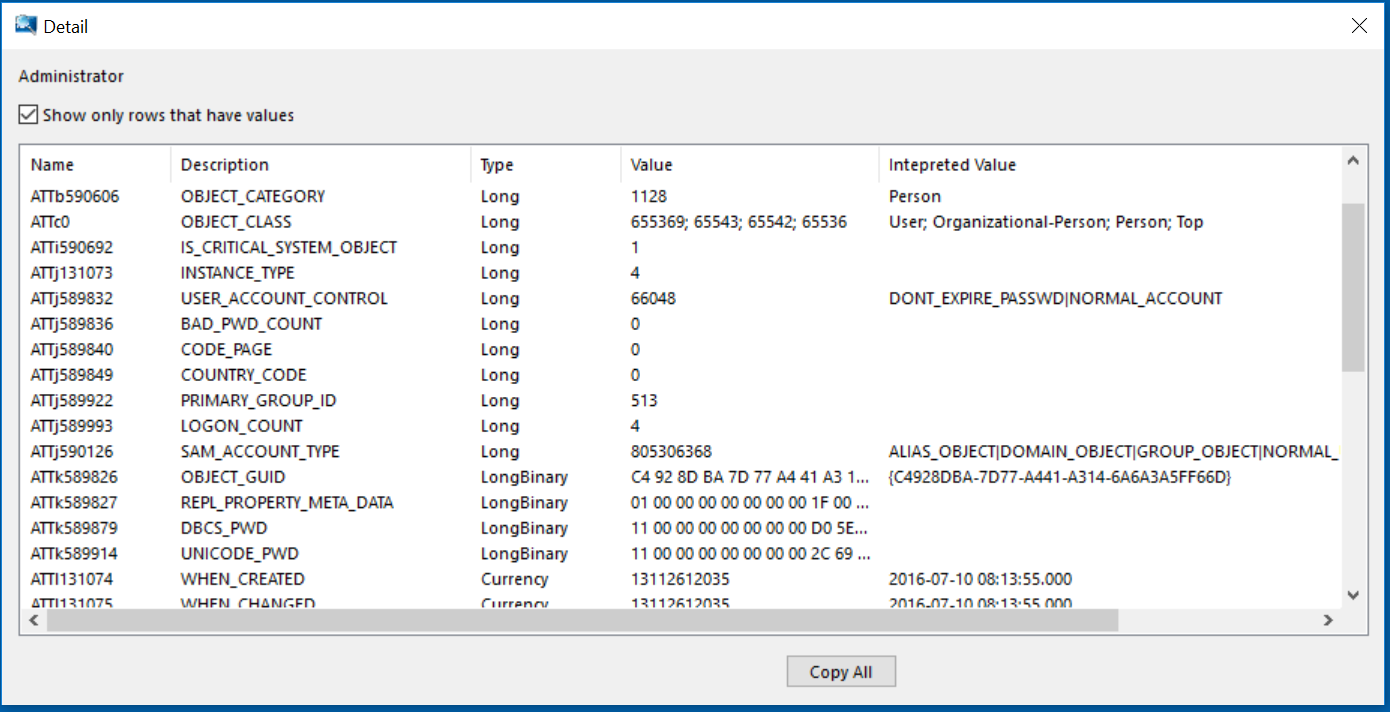 Detail
Administrator
Show only rows that have values
Name Description Type Value Intepreted Value
ATTb590606 OBJECT_CATEGORY Long 1128 Person
ATTc0 OBJECT_CLASS Long 655369; 65543; 65542; 65536 User; Organizational-Person; Person; Top
ATTi590692 IS_CRITICAL_SYSTEM_OBJECT Long 1
ATTj131073 INSTANCE_TYPE Long 4
ATTj589832 USER_ACCOUNT_CONTROL Long 66048 DONT_EXPIRE_PASSWD|NORMAL_ACCOUNT
ATTj589836 BAD_PWD_COUNT Long 0
ATTj589840 CODE_PAGE Long 0
ATTj589849 COUNTRY_CODE Long 0
ATTj589922 PRIMARY_GROUP_ID Long 513
ATTj589993 LOGON_COUNT Long 4
ATTj590126 SAM_ACCOUNT_TYPE Long 805306368 ALIAS_OBJECT|DOMAIN_OBJECT|GROUP_OBJECT|NORMAL_
ATTk589826 OBJECT_GUID LongBinary C4 92 8D BA 7D 77 A4 41 A3 1... {C4928DBA-7D77-A441-A314-6A6A3A5FF66D}
ATTk589827 REPL_PROPERTY_META_DATA LongBinary 01 00 00 00 00 00 00 00 1F 00 ...
ATTk589879 DBCS_PWD LongBinary 11 00 00 00 00 00 00 00 D0 5E...
ATTk589914 UNICODE_PWD LongBinary 11 00 00 00 00 00 00 00 2C 69 ...
ATTl131074 WHEN_CREATED Currency 13112612035 2016-07-10 08:13:55.000
ATTl131075 WHEN_CHANGED Currency 13112612035 2016-07-10 08:13:55.000
Copy All